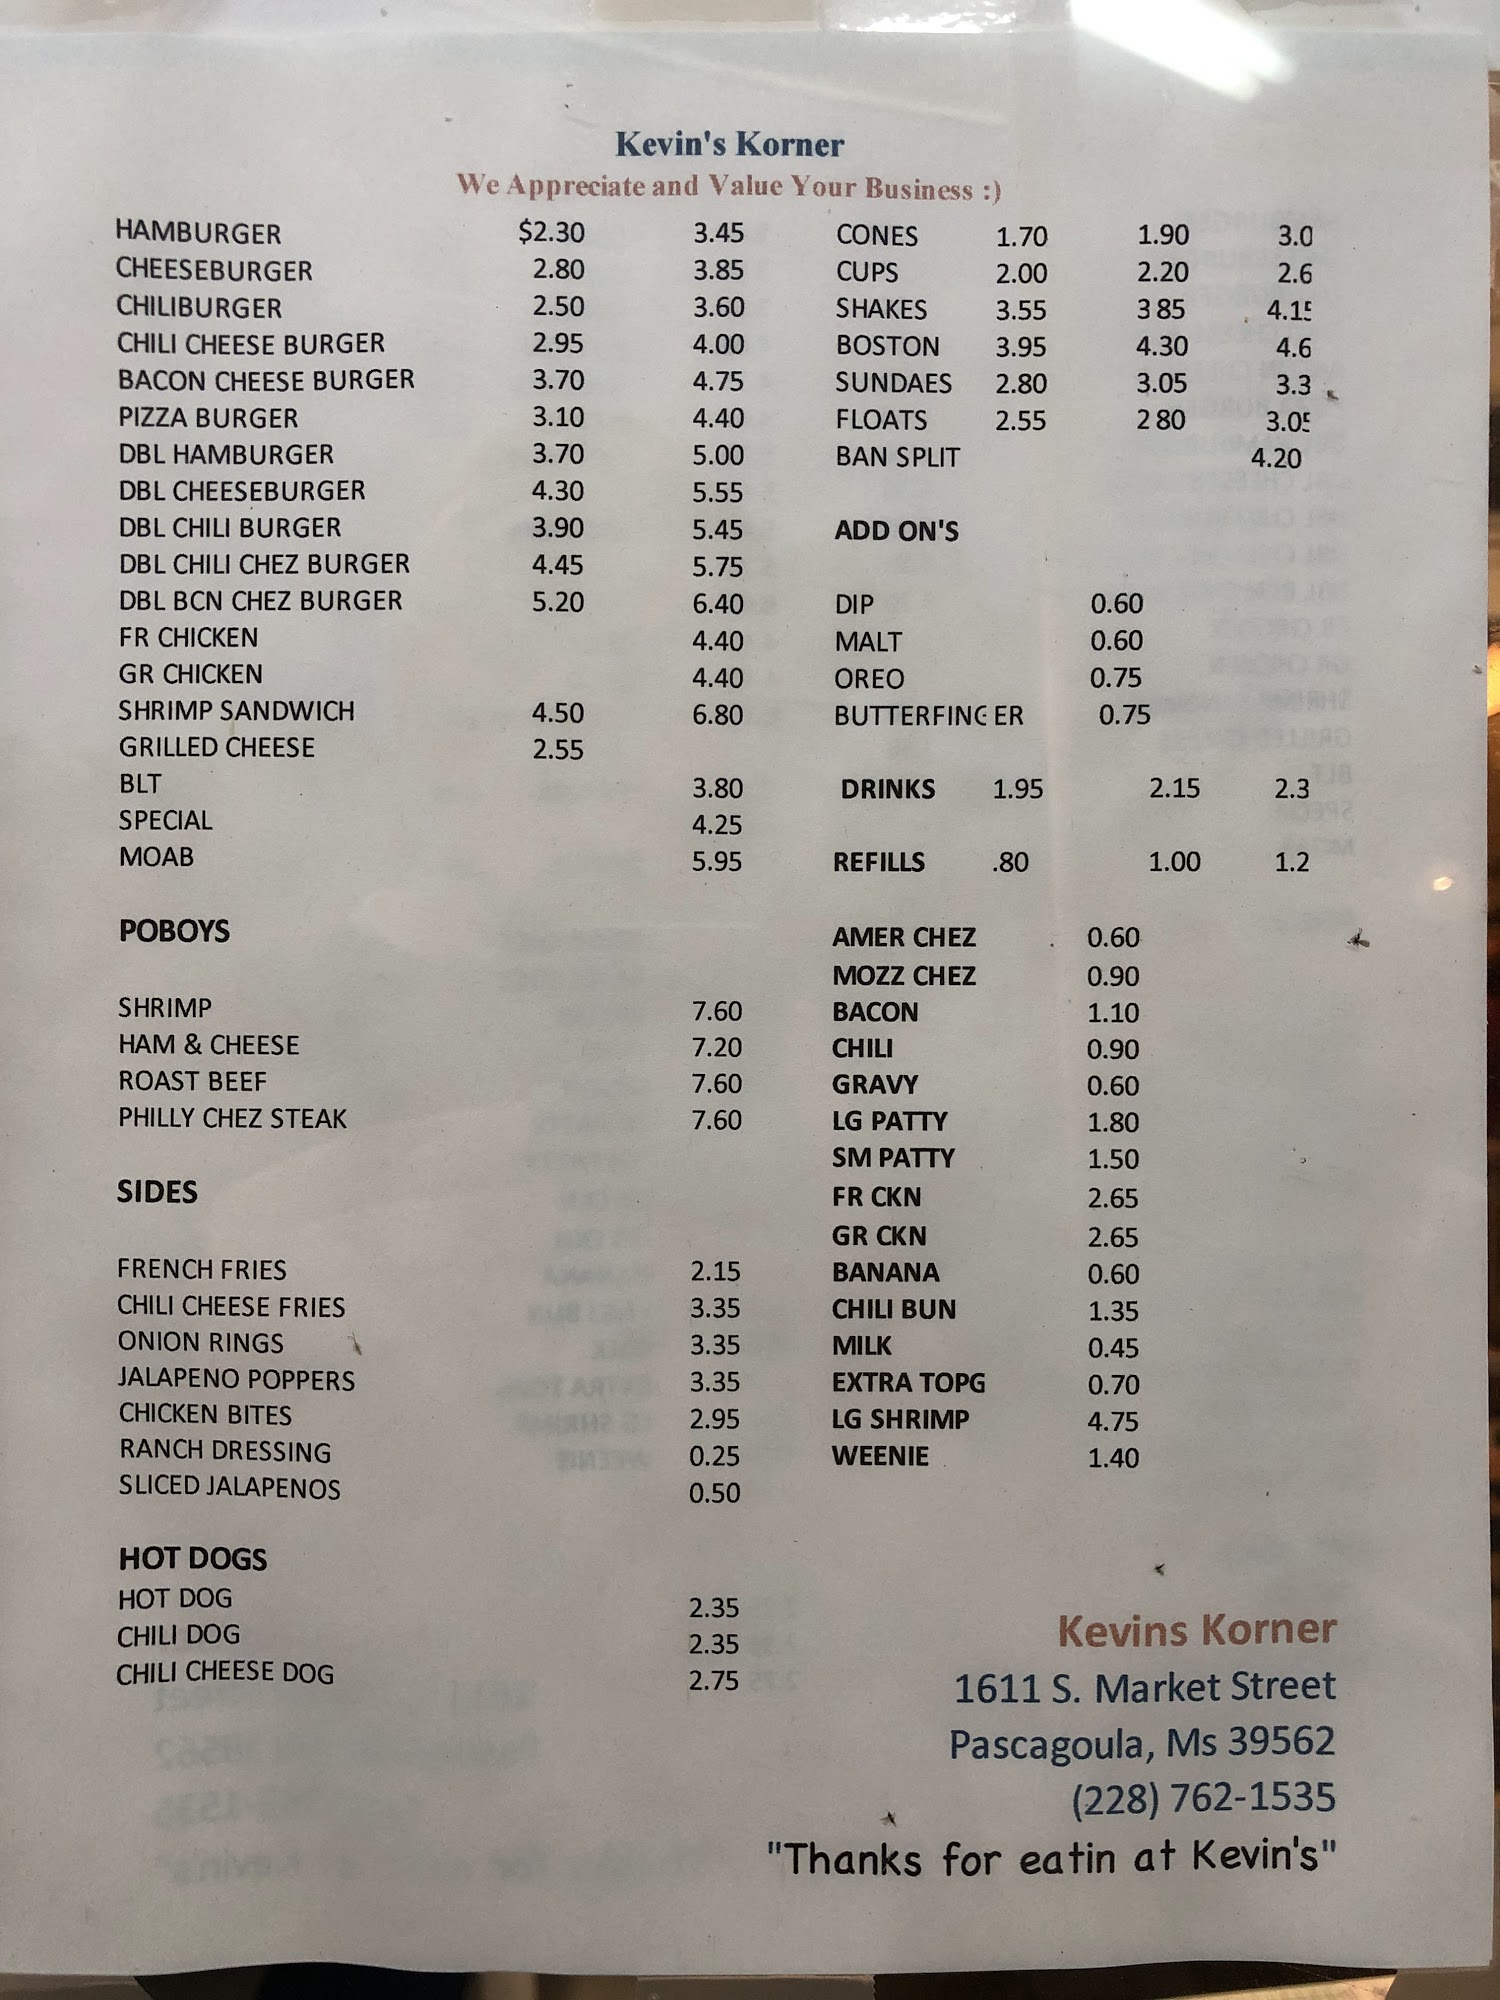 Kevin's Korner
We Appreciate and Value Your Business :)
HAMBURGER $2.30 3.45
CHEESEBURGER 2.80 3.85
CHILIBURGER 2.50 3.60
CHILI CHEESE BURGER 2.95 4.00
BACON CHEESE BURGER 3.70 4.75
PIZZA BURGER 3.10 4.40
DBL HAMBURGER 3.70 5.00
DBL CHEESEBURGER 4.30 5.55
DBL CHILI BURGER 3.90 5.45
DBL CHILI CHEZ BURGER 4.45 5.75
DBL BCN CHEZ BURGER 5.20 6.40
FR CHICKEN 4.40
GR CHICKEN 4.40
SHRIMP SANDWICH 4.50 6.80
GRILLED CHEESE 2.55
BLT 3.80
SPECIAL 4.25
MOAB 5.95
POBOYS
SHRIMP 7.60
HAM & CHEESE 7.20
ROAST BEEF 7.60
PHILLY CHEZ STEAK 7.60
SIDES
FRENCH FRIES 2.15
CHILI CHEESE FRIES 3.35
ONION RINGS 3.35
JALAPENO POPPERS 3.35
CHICKEN BITES 2.95
RANCH DRESSING 0.25
SLICED JALAPENOS 0.50
HOT DOGS
HOT DOG 2.35
CHILI DOG 2.35
CHILI CHEESE DOG 2.75
CONES 1.70 1.90 3.0
CUPS 2.00 2.20 2.6
SHAKES 3.55 3 85 4.15
BOSTON 3.95 4.30 4.6
SUNDAES 2.80 3.05 3.3
FLOATS 2.55 2 80 3.05
BAN SPLIT 4.20
ADD ON'S
DIP 0.60
MALT 0.60
OREO 0.75
BUTTERFINGER 0.75
DRINKS 1.95 2.15 2.3
REFILLS .80 1.00 1.2
AMER CHEZ 0.60
MOZZ CHEZ 0.90
BACON 1.10
CHILI 0.90
GRAVY 0.60
LG PATTY 1.80
SM PATTY 1.50
FR CKN 2.65
GR CKN 2.65
BANANA 0.60
CHILI BUN 1.35
MILK 0.45
EXTRA TOPG 0.70
LG SHRIMP 4.75
WEENIE 1.40
Kevins Korner
1611 S. Market Street
Pascagoula, Ms 39562
(228) 762-1535
"Thanks for eatin at Kevin's"